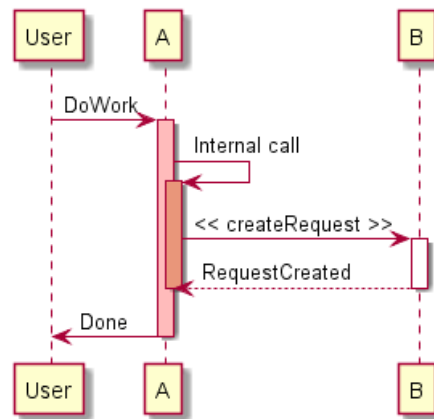 User A B
DoWork
Internal call
<< createRequest >>
RequestCreated
Done
User A B